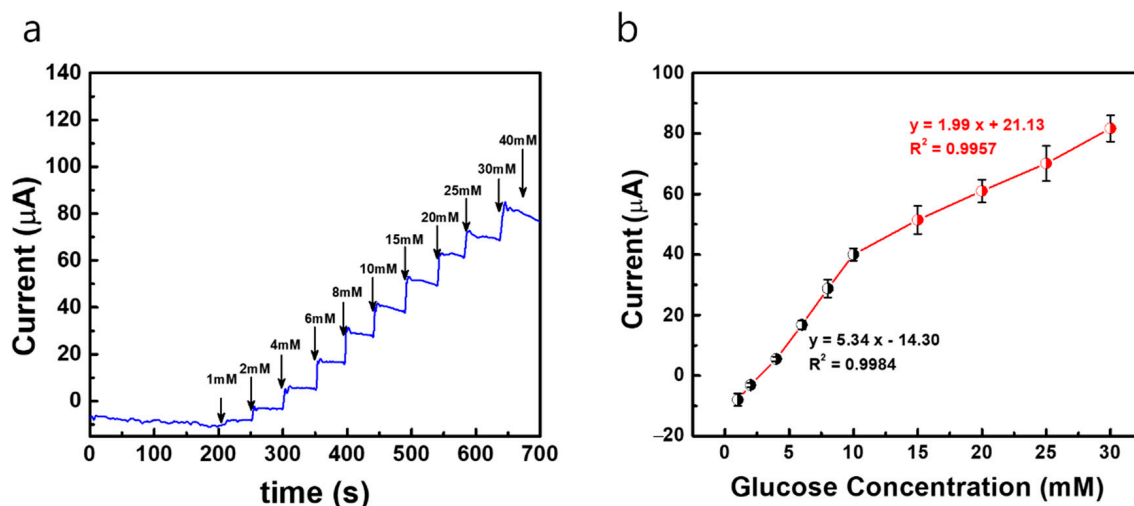 a
Current (μA)
140
120
100
80
60
40
20
0
1mM
2mM
4mM
6mM
8mM
10mM
15mM
20mM
25mM
30mM
40mM
0 100 200 300 400 500 600 700
time (s)
b
Current (μA)
100
80
60
40
20
0
−20
y = 1.99 x + 21.13
R² = 0.9957
y = 5.34 x - 14.30
R² = 0.9984
0 5 10 15 20 25 30
Glucose Concentration (mM)